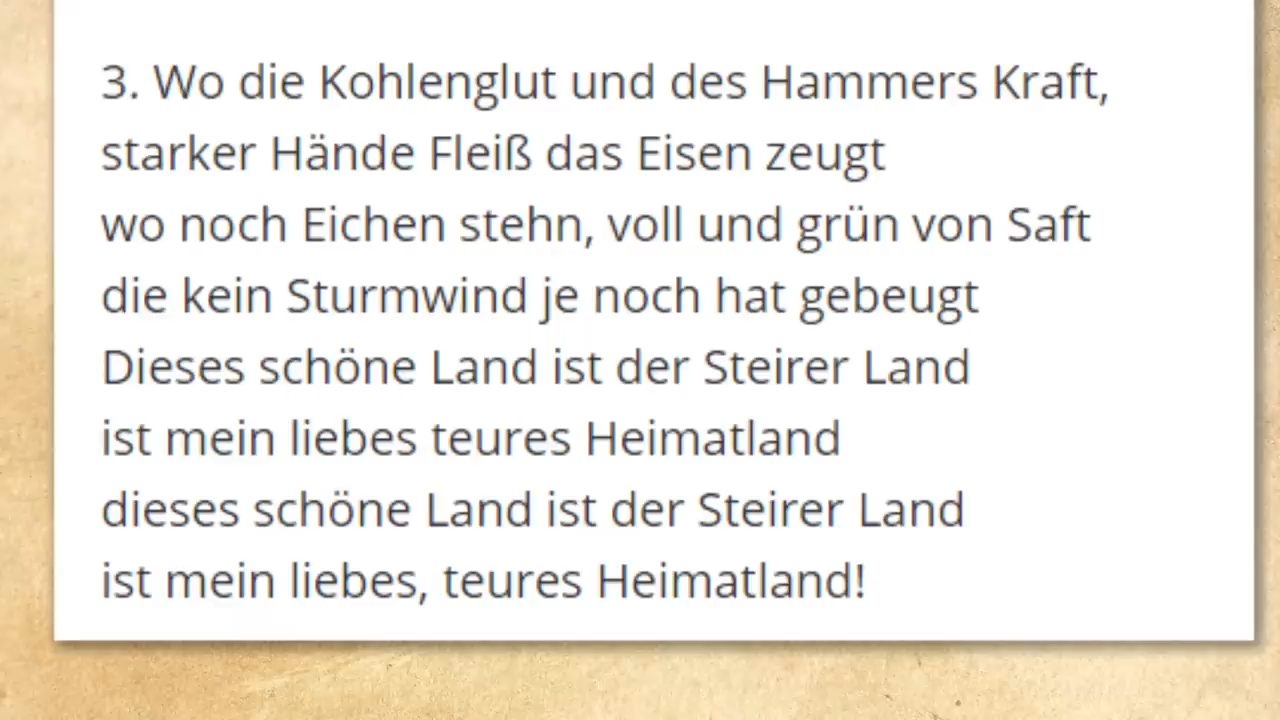 3. Wo die Kohlenglut und des Hammers Kraft,
starker Hände Fleiß das Eisen zeugt
wo noch Eichen stehn, voll und grün von Saft
die kein Sturmwind je noch hat gebeugt
Dieses schöne Land ist der Steirer Land
ist mein liebes teures Heimatland
dieses schöne Land ist der Steirer Land
ist mein liebes, teures Heimatland!